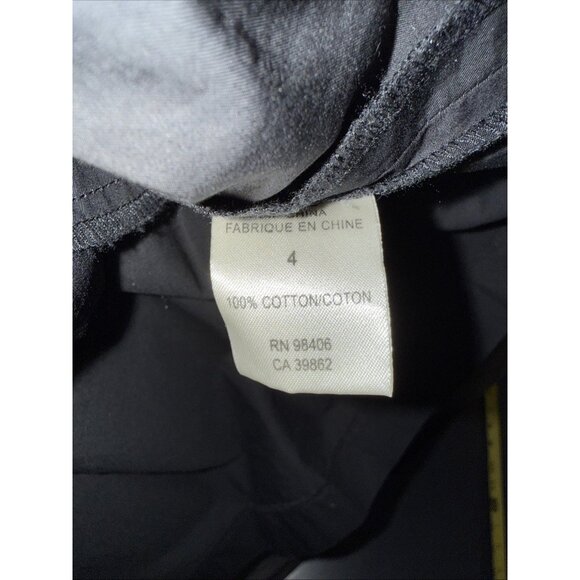 FABRIQUE EN CHINE
4
100% COTTON/COTON
RN 98406
CA 39862